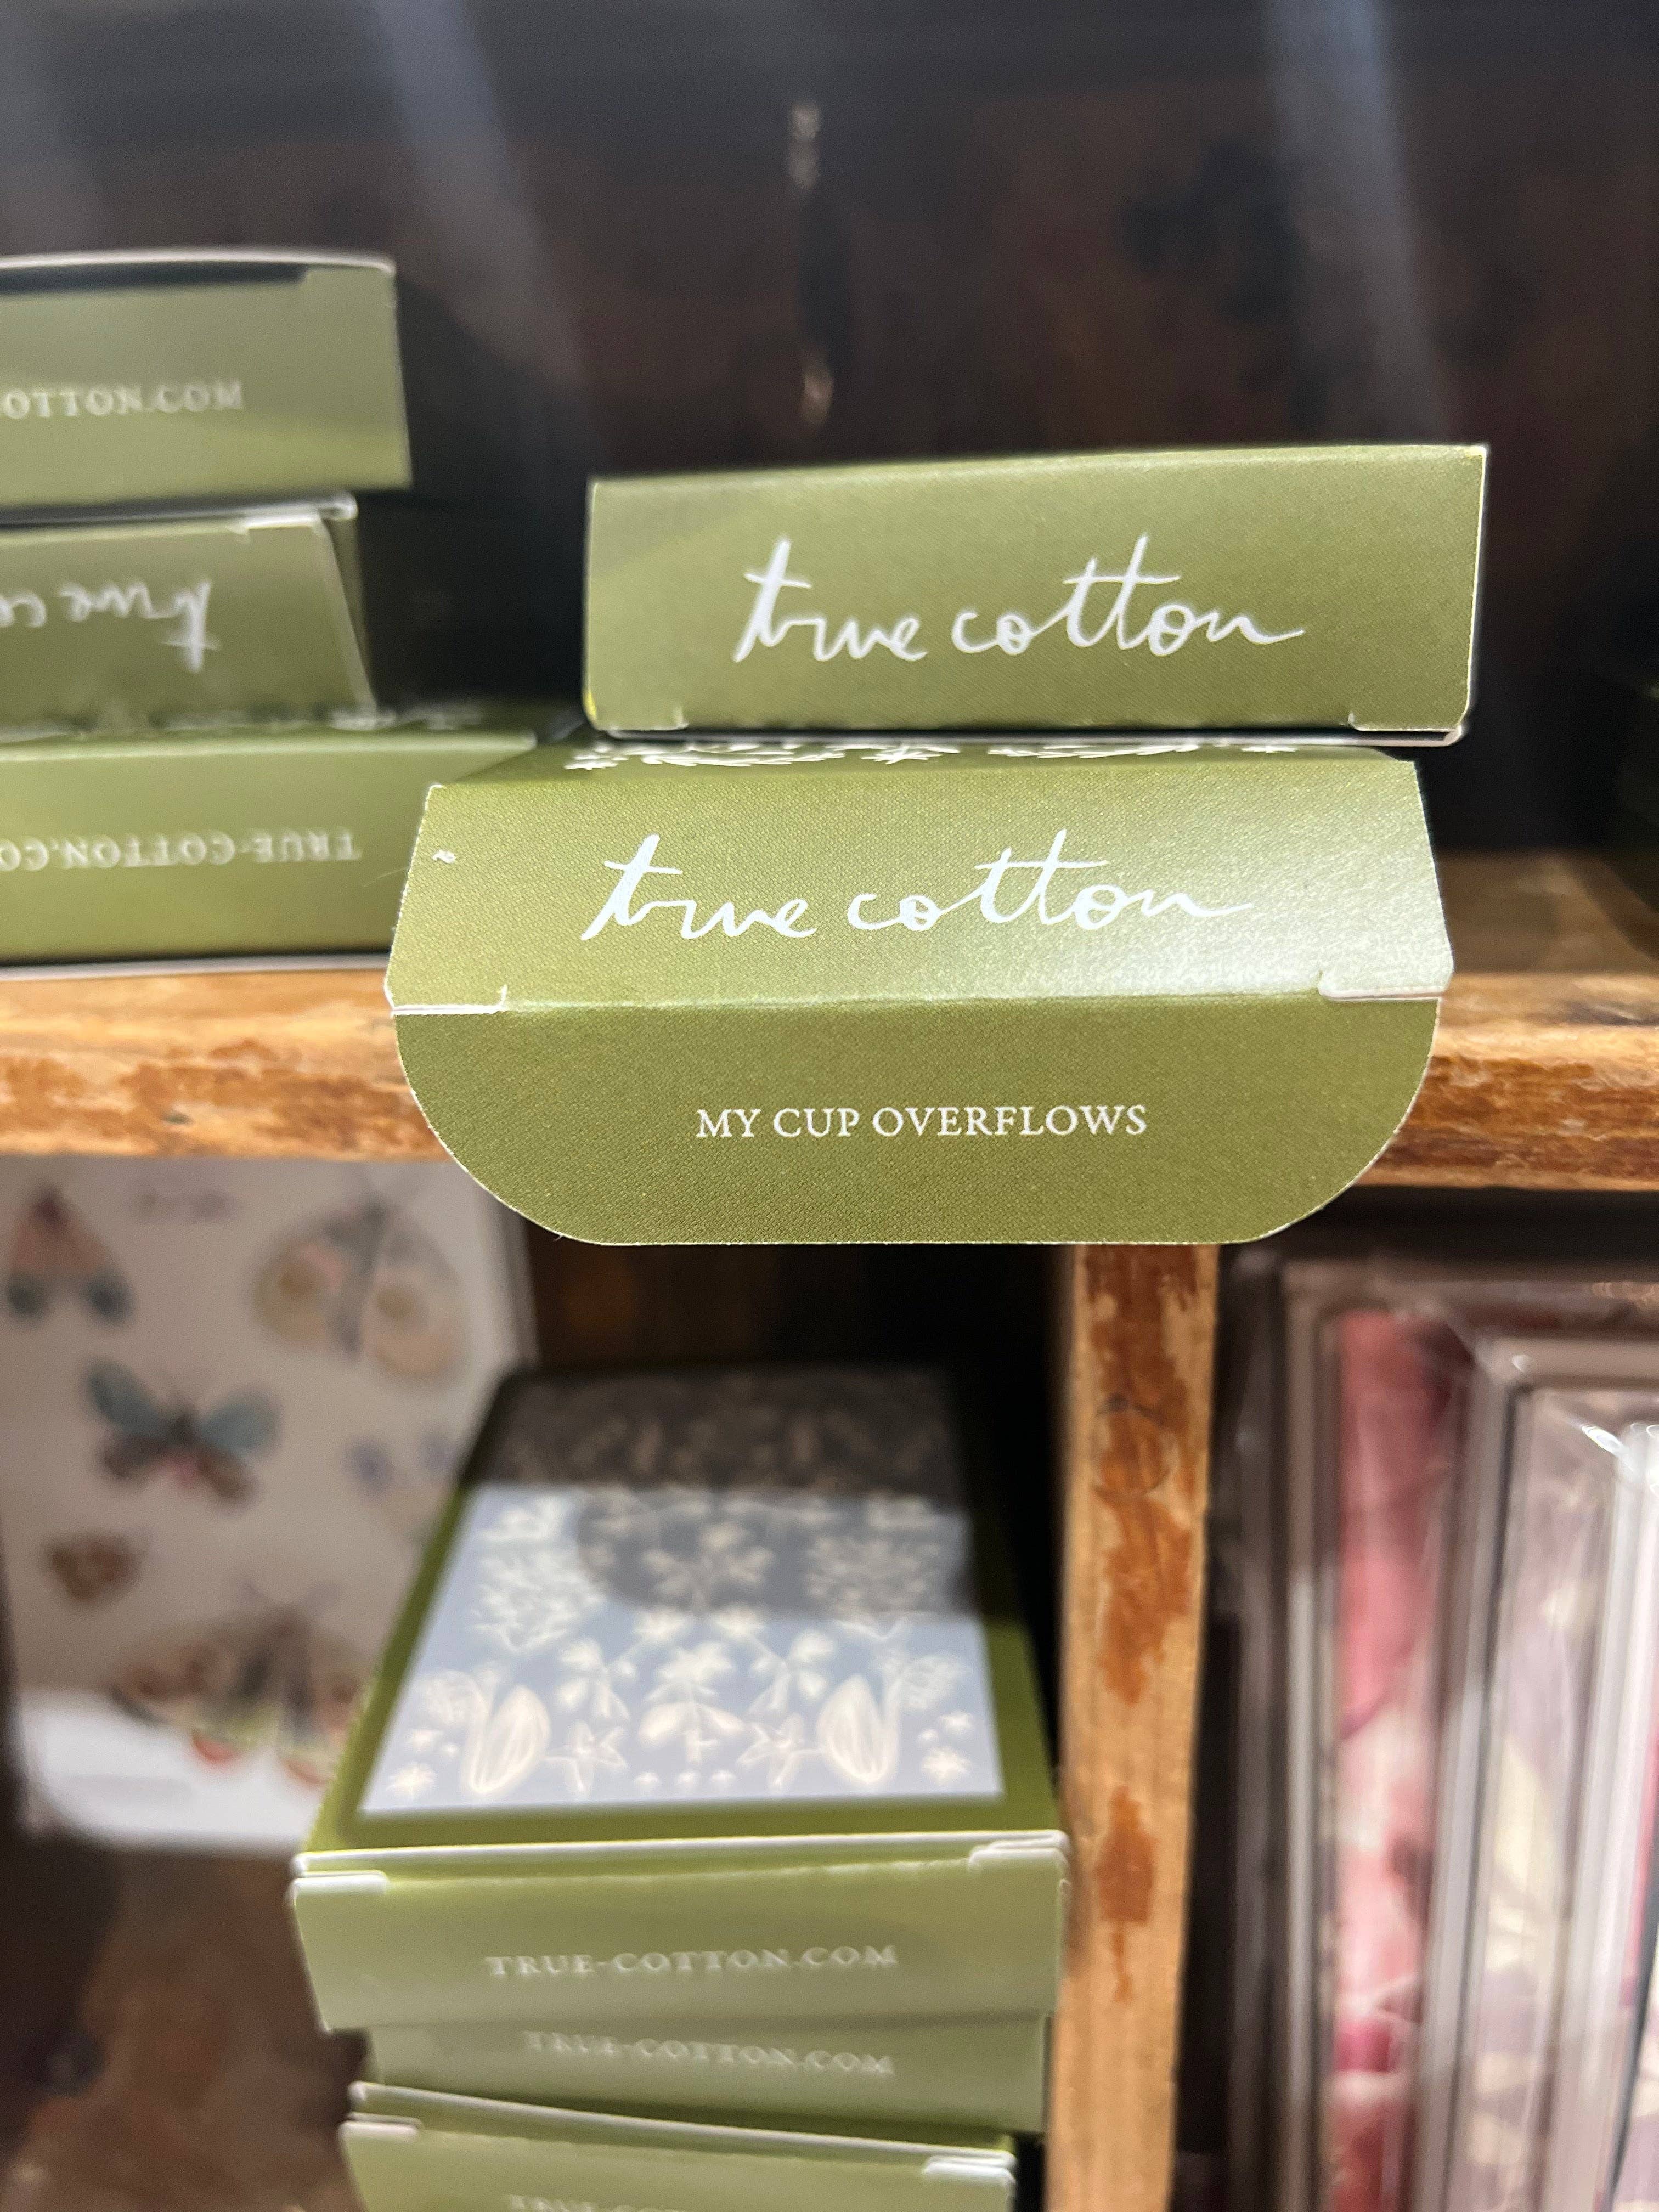 OTTON.COM
true co
TRUE-COTTON.CO
true cotton
true cotton
MY CUP OVERFLOWS
TRUE-COTTON.COM
TRUE-COTTON.COM